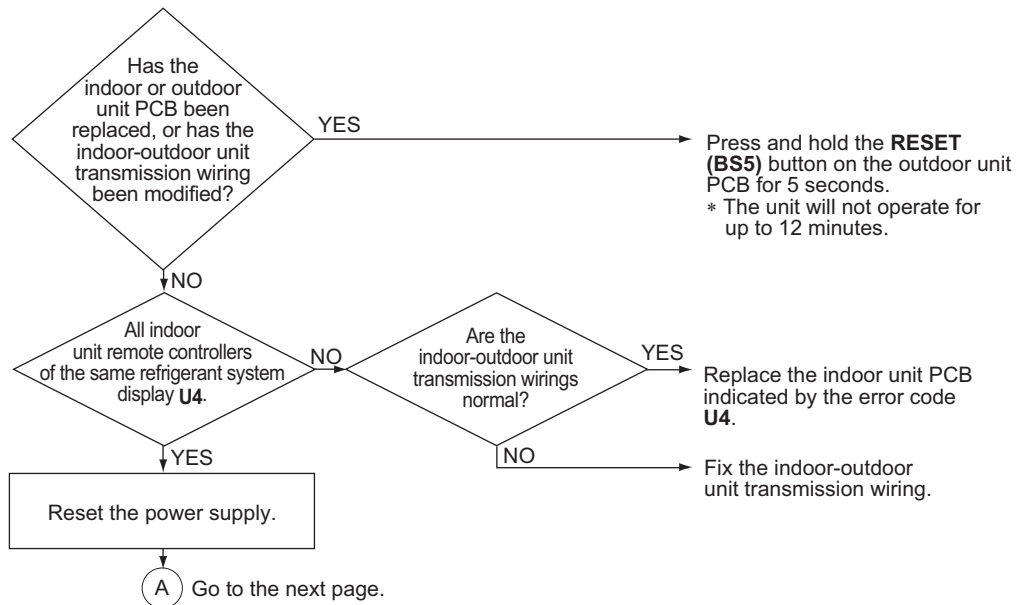 Has the
indoor or outdoor
unit PCB been
replaced, or has the
indoor-outdoor unit
transmission wiring
been modified?
YES
Press and hold the RESET
(BS5) button on the outdoor unit
PCB for 5 seconds.
* The unit will not operate for
up to 12 minutes.
NO
All indoor
unit remote controllers
of the same refrigerant system
display U4.
NO
Are the
indoor-outdoor unit
transmission wirings
normal?
YES
Replace the indoor unit PCB
indicated by the error code
U4.
NO
Fix the indoor-outdoor
unit transmission wiring.
YES
Reset the power supply.
A
Go to the next page.